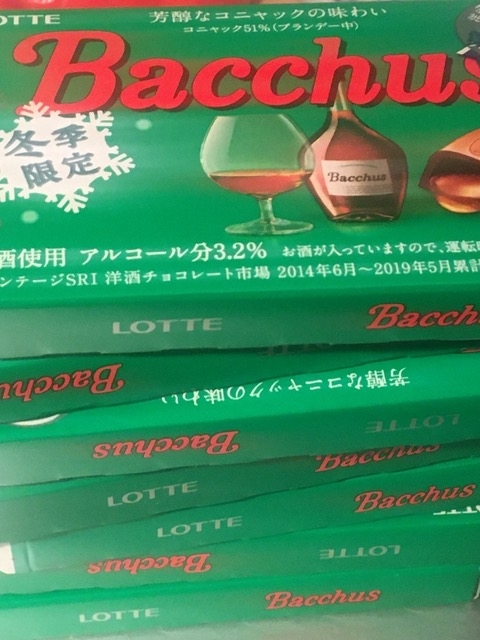 LOTTE
芳醇なコニャックの味わい
コニャック51%(ブランデー中)
Bacchus
冬季
限定
Bacchus
酒使用 アルコール分3.2% お酒が入っていますので、運転
ンテージSRI 洋酒チョコレート市場 2014年6月〜2019年5月累計
LOTTE Bacchus
Bacchus
芳醇なコニャックの味わい
Bacchus LOTTE
Bacchus
LOTTE
Bacchus
LOTTE
Bacchus LOTTE
LOTTE Bacchus